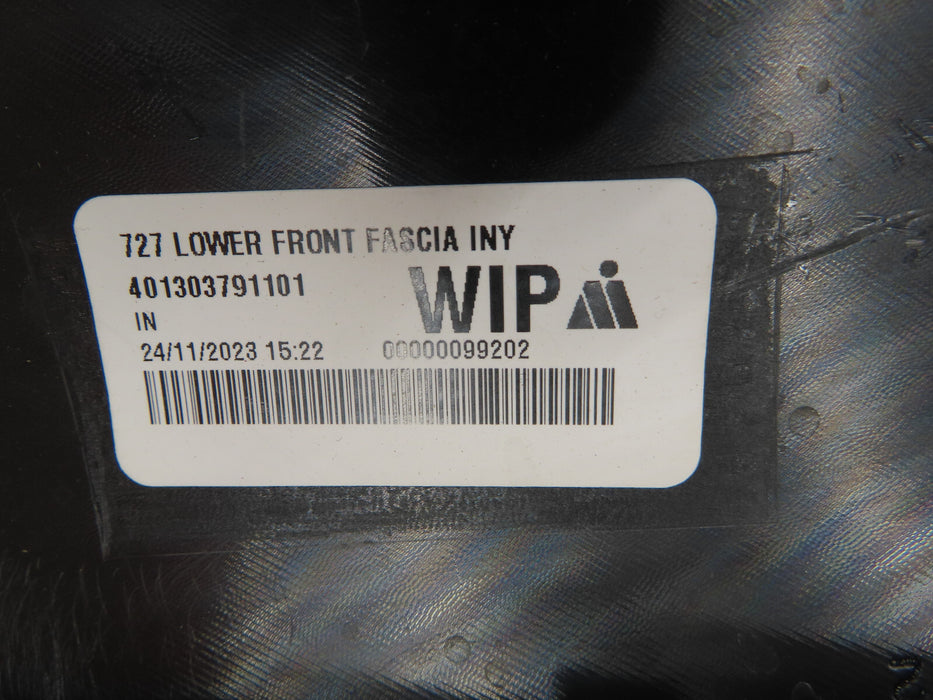 727 LOWER FRONT FASCIA INY
401303791101
WIP
IN
24/11/2023 15:22 00000099202